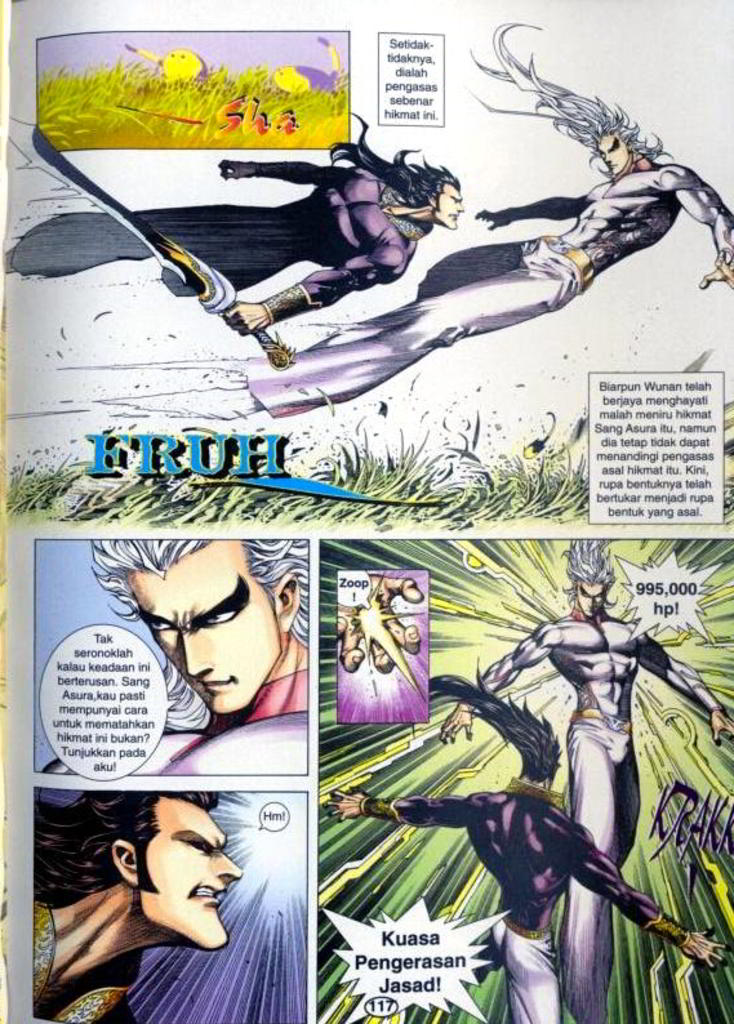 Sha
Setidak-
tidaknya,
dialah
pengasas
sebenar
hikmat ini.
Biarpun Wunan telah
berjaya menghayati
malah meniru hikmat
Sang Asura itu, namun
dia tetap tidak dapat
menandingi pengasas
asal hikmat itu. Kini,
rupa bentuknya telah
bertukar menjadi rupa
bentuk yang asal.
FRUH
Tak
seronoklah
kalau keadaan ini
berterusan. Sang
Asura,kau pasti
mempunyai cara
untuk mematahkan
hikmat ini bukan?
Tunjukkan pada
aku!
Zoop
!
995,000
hp!
Hm!
KRAKK
!
Kuasa
Pengerasan
Jasad!
117